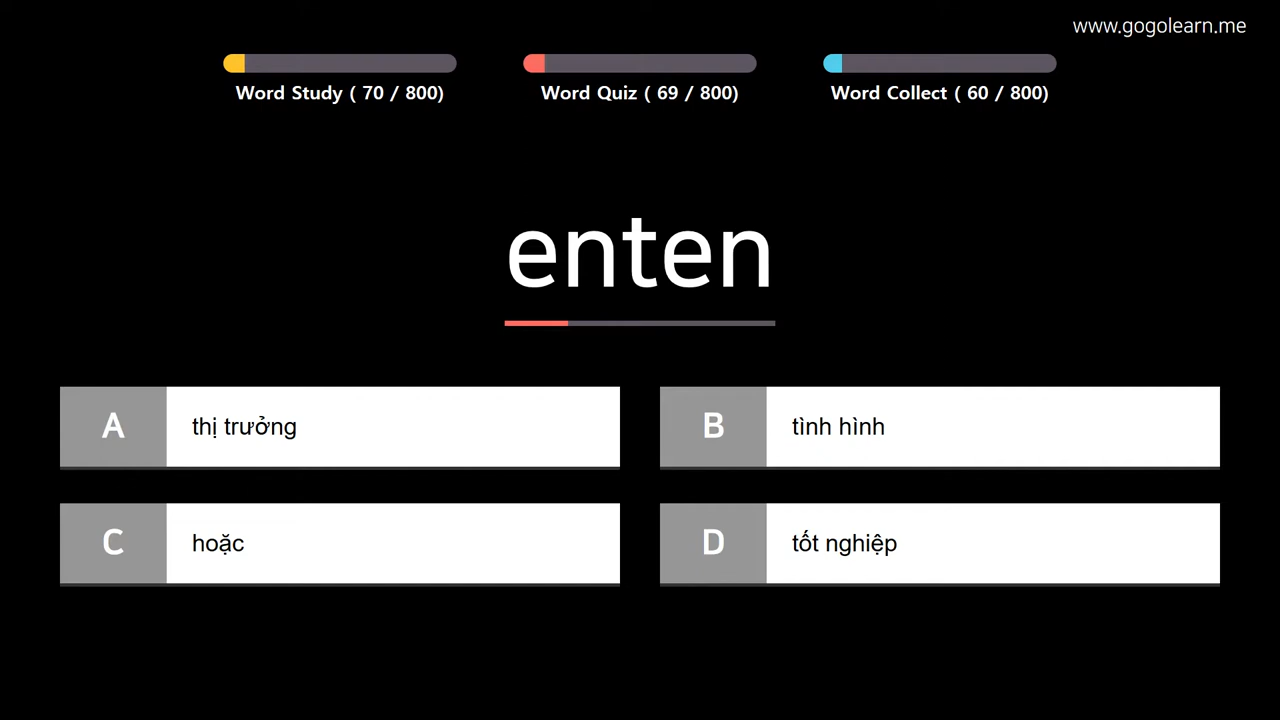 www.gogolearn.me
Word Study ( 70 / 800)
Word Quiz ( 69 / 800)
Word Collect ( 60 / 800)
enten
A thị trưởng
B tình hình
C hoặc
D tốt nghiệp